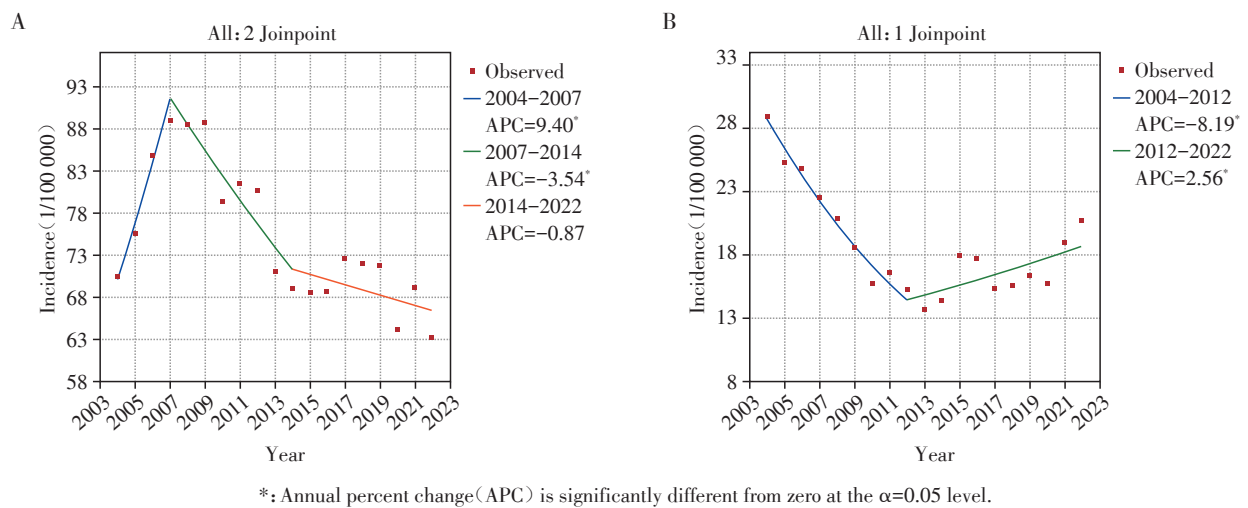 A
All: 2 Joinpoint
Incidence(1/100 000)
93
88
83
78
73
68
63
58
2003
2005
2007
2009
2011
2013
2015
2017
2019
2021
2023
Year
Observed
2004−2007
APC=9.40*
2007−2014
APC=−3.54*
2014−2022
APC=−0.87
B
All: 1 Joinpoint
Incidence(1/100 000)
33
28
23
18
13
8
2003
2005
2007
2009
2011
2013
2015
2017
2019
2021
2023
Year
Observed
2004−2012
APC=−8.19*
2012−2022
APC=2.56*
*: Annual percent change(APC) is significantly different from zero at the α=0.05 level.